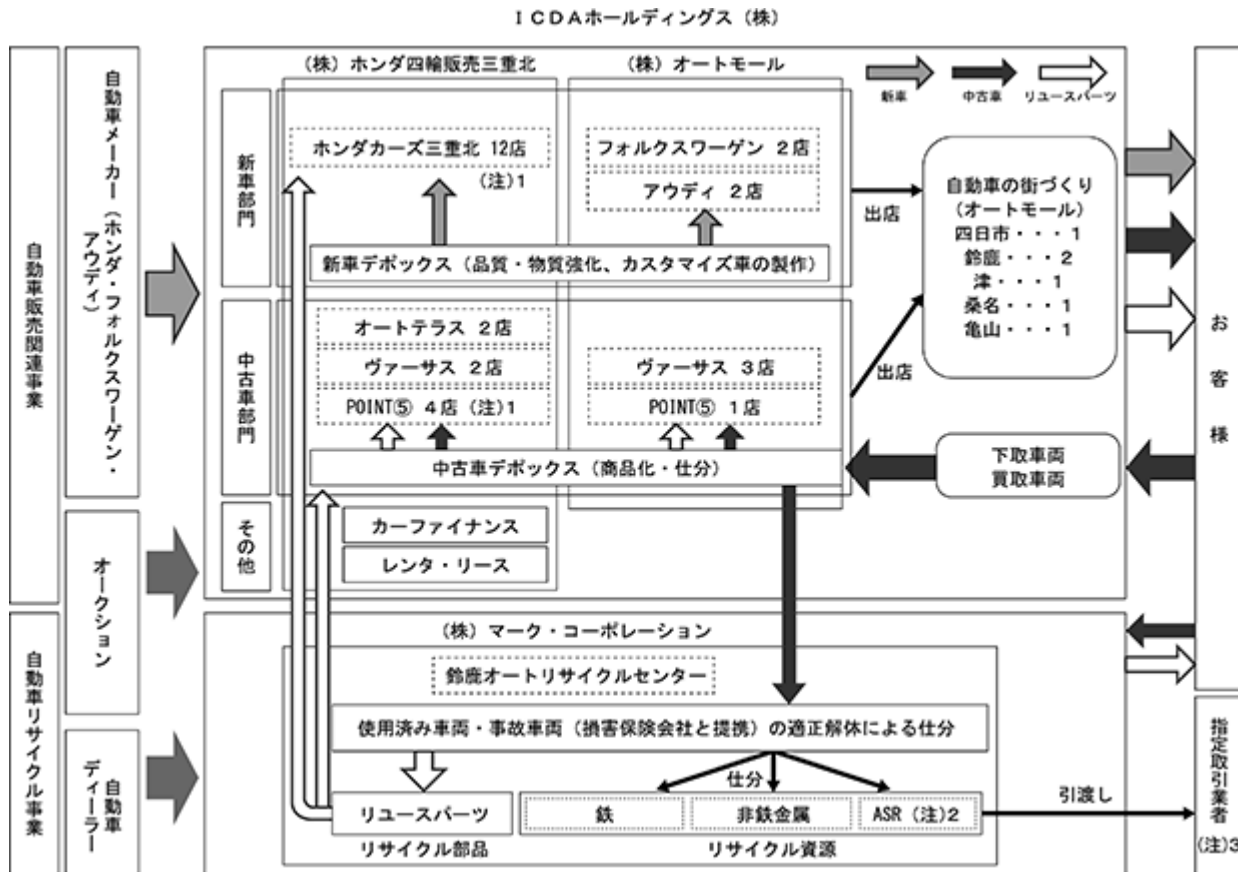 ＩＣＤＡホールディングス（株）
自動車販売関連事業
自動車リサイクル事業
自動車メーカー（ホンダ・フォルクスワーゲン・
アウディ）
オークション
自動車
ディーラー
（株）ホンダ四輪販売三重北
（株）オートモール
新車
中古車
リユースパーツ
新車部門
ホンダカーズ三重北 12店
(注)1
フォルクスワーゲン ２店
アウディ ２店
新車デポックス（品質・物質強化、カスタマイズ車の製作）
出店
自動車の街づくり
（オートモール）
四日市・・・１
鈴鹿・・・２
津・・・１
桑名・・・１
亀山・・・１
中古車部門
オートテラス ２店
ヴァーサス ２店
POINT⑤ ４店 (注)1
ヴァーサス ３店
POINT⑤ １店
出店
中古車デポックス（商品化・仕分）
下取車両
買取車両
お客様
その他
カーファイナンス
レンタ・リース
（株）マーク・コーポレーション
鈴鹿オートリサイクルセンター
使用済み車両・事故車両（損害保険会社と提携）の適正解体による仕分
仕分
リユースパーツ
リサイクル部品
鉄
非鉄金属
ASR（注)2
リサイクル資源
引渡し
指定取引業者
(注)3